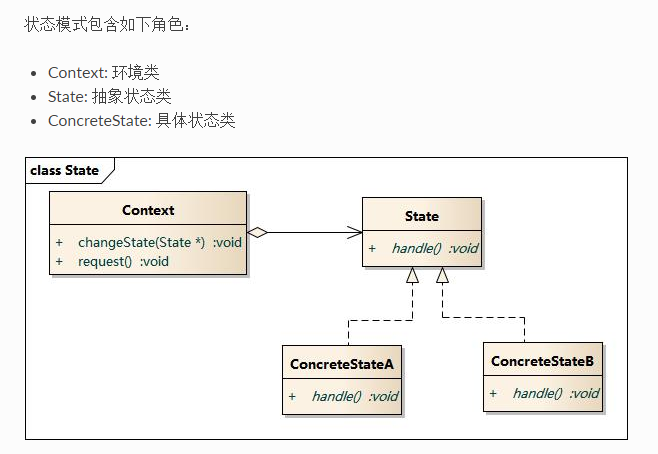 状态模式包含如下角色：
Context: 环境类
State: 抽象状态类
ConcreteState: 具体状态类
class State
Context
+ changeState(State *) :void
+ request() :void
State
+ handle() :void
ConcreteStateA
+ handle() :void
ConcreteStateB
+ handle() :void